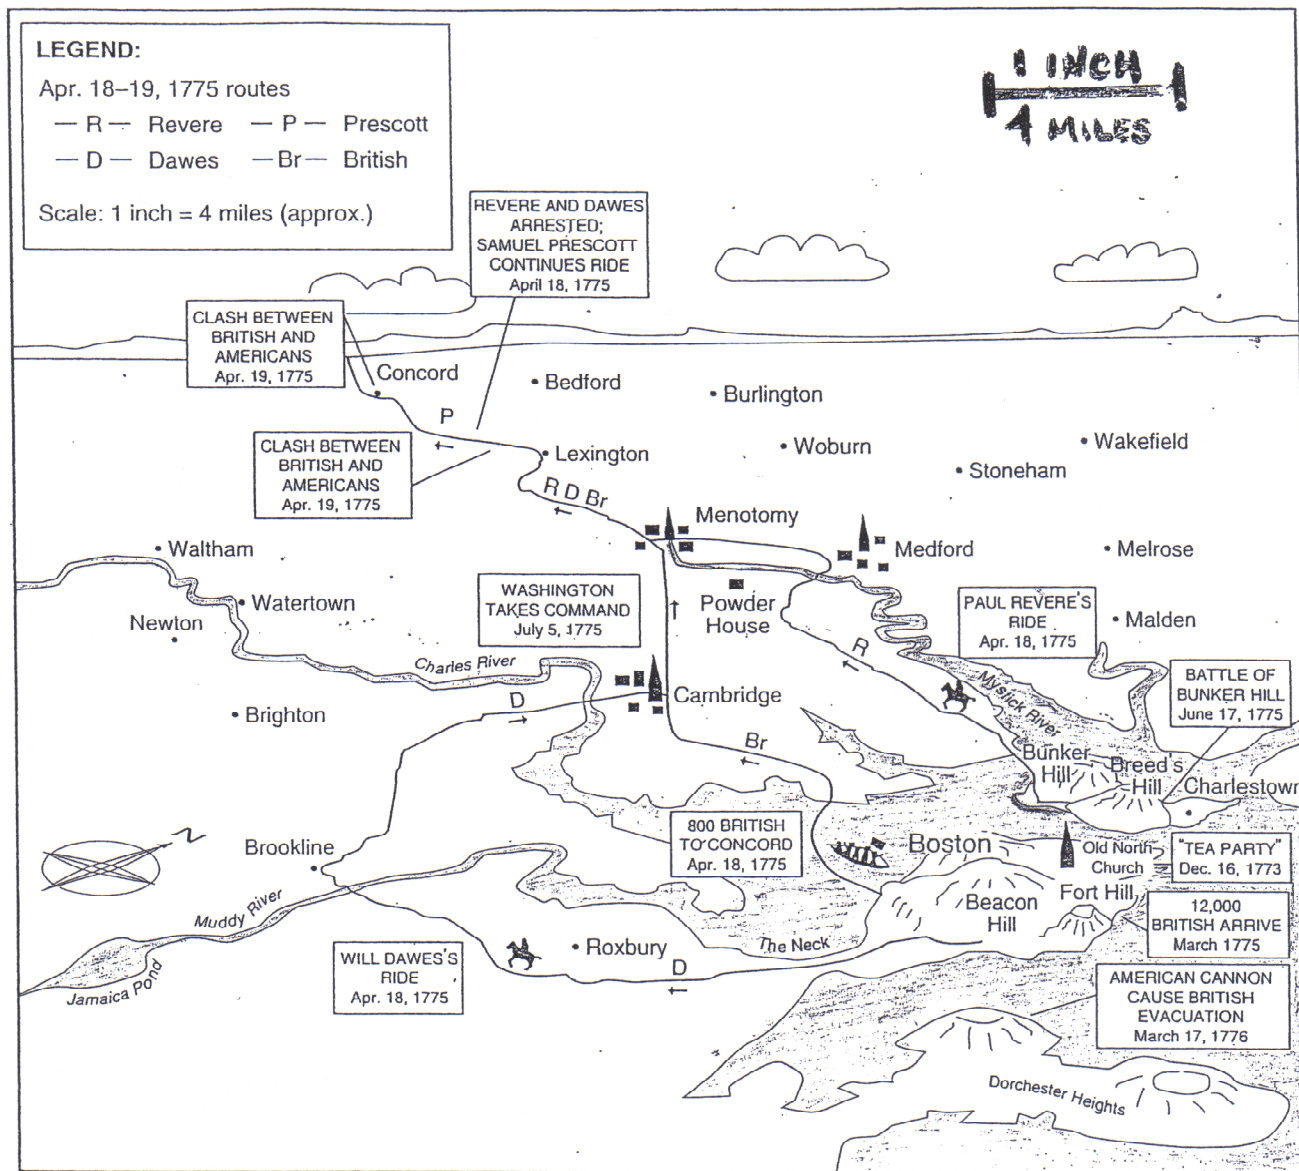 LEGEND:
Apr. 18–19, 1775 routes
— R — Revere — P — Prescott
— D — Dawes —Br— British
Scale: 1 inch = 4 miles (approx.)
1 INCH
4 MILES
REVERE AND DAWES
ARRESTED;
SAMUEL PRESCOTT
CONTINUES RIDE
April 18, 1775
CLASH BETWEEN
BRITISH AND
AMERICANS
Apr. 19, 1775
Concord
Bedford
Burlington
P
CLASH BETWEEN
BRITISH AND
AMERICANS
Apr. 19, 1775
Lexington
Woburn
Wakefield
Stoneham
R D Br
Menotomy
Medford
Melrose
Waltham
Watertown
Newton
WASHINGTON
TAKES COMMAND
July 5, 1775
Powder
House
PAUL REVERE'S
RIDE
Apr. 18, 1775
Malden
R
Charles River
Mystick River
BATTLE OF
BUNKER HILL
June 17, 1775
D
Cambridge
Brighton
Br
Bunker
Hill
Breed's
Hill
Charlestown
N
Brookline
800 BRITISH
TO CONCORD
Apr. 18, 1775
Boston
Old North
Church
"TEA PARTY"
Dec. 16, 1773
Beacon
Hill
Fort Hill
12,000
BRITISH ARRIVE
March 1775
Muddy River
Jamaica Pond
WILL DAWES'S
RIDE
Apr. 18, 1775
Roxbury
The Neck
D
AMERICAN CANNON
CAUSE BRITISH
EVACUATION
March 17, 1776
Dorchester Heights